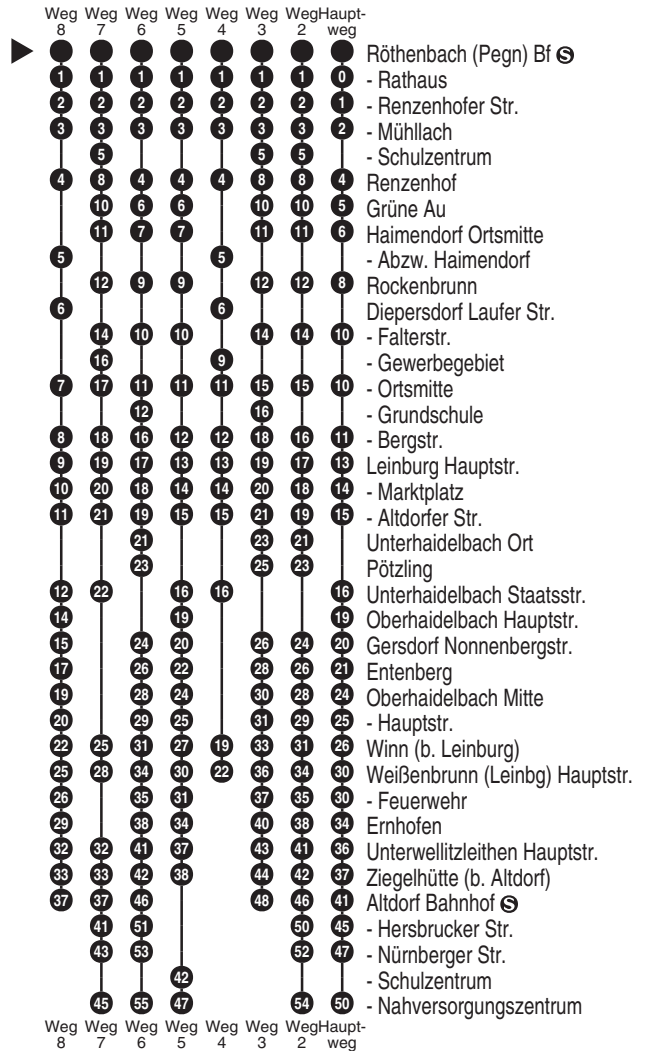 Weg Weg Weg Weg Weg Weg Weg Haupt-
8 7 6 5 4 3 2 weg
Röthenbach (Pegn) Bf S
1 1 1 1 1 1 1 0 - Rathaus
2 2 2 2 2 2 2 1 - Renzenhofer Str.
3 3 3 3 3 3 3 2 - Mühllach
5 5 5 - Schulzentrum
4 8 4 4 4 8 8 4 Renzenhof
10 6 6 10 10 5 Grüne Au
11 7 7 11 11 6 Haimendorf Ortsmitte
5 5 - Abzw. Haimendorf
12 9 9 12 12 8 Rockenbrunn
6 6 Diepersdorf Laufer Str.
14 10 10 14 14 10 - Falterstr.
16 9 - Gewerbegebiet
7 17 11 11 11 15 15 10 - Ortsmitte
12 16 - Grundschule
8 18 16 12 12 18 16 11 - Bergstr.
9 19 17 13 13 19 17 13 Leinburg Hauptstr.
10 20 18 14 14 20 18 14 - Marktplatz
11 21 19 15 15 21 19 15 - Altdorfer Str.
21 23 21 Unterhaidelbach Ort
23 25 23 Pötzling
12 22 16 16 16 Unterhaidelbach Staatsstr.
14 19 19 Oberhaidelbach Hauptstr.
15 24 20 26 24 20 Gersdorf Nonnenbergstr.
17 26 22 28 26 21 Entenberg
19 28 24 30 28 24 Oberhaidelbach Mitte
20 29 25 31 29 25 - Hauptstr.
22 25 31 27 19 33 31 26 Winn (b. Leinburg)
25 28 34 30 22 36 34 30 Weißenbrunn (Leinbg) Hauptstr.
26 35 31 37 35 30 - Feuerwehr
29 38 34 40 38 34 Ernhofen
32 32 41 37 43 41 36 Unterwellitzleithen Hauptstr.
33 33 42 38 44 42 37 Ziegelhütte (b. Altdorf)
37 37 46 48 46 41 Altdorf Bahnhof S
41 51 50 45 - Hersbrucker Str.
43 53 52 47 - Nürnberger Str.
42 - Schulzentrum
45 55 47 54 50 - Nahversorgungszentrum
Weg Weg Weg Weg Weg Weg Weg Haupt-
8 7 6 5 4 3 2 weg